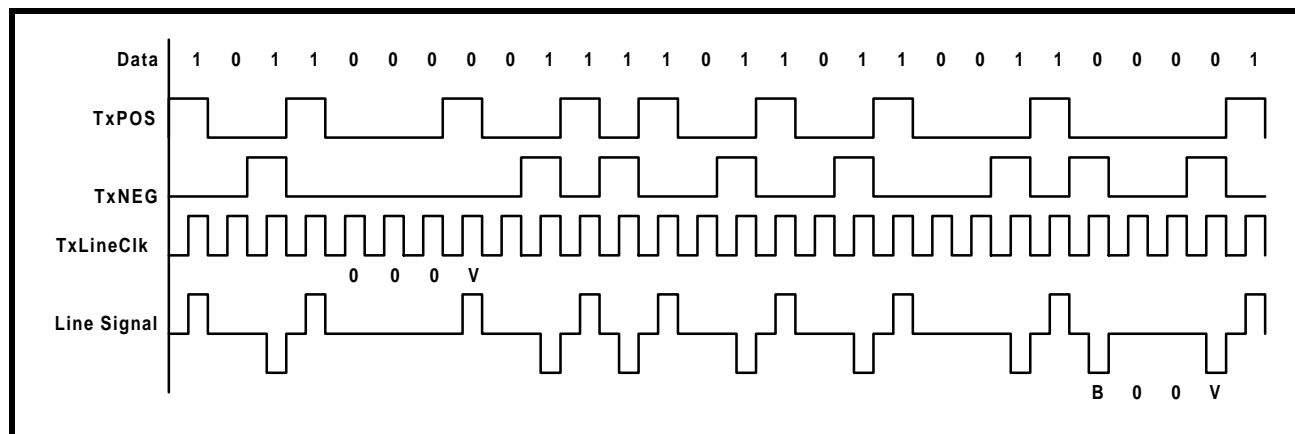 Data 1 0 1 1 0 0 0 0 0 1 1 1 1 0 1 1 0 1 1 0 0 1 1 0 0 0 0 1
TxPOS
TxNEG
TxLineClk
0 0 0 V
Line Signal
B 0 0 V